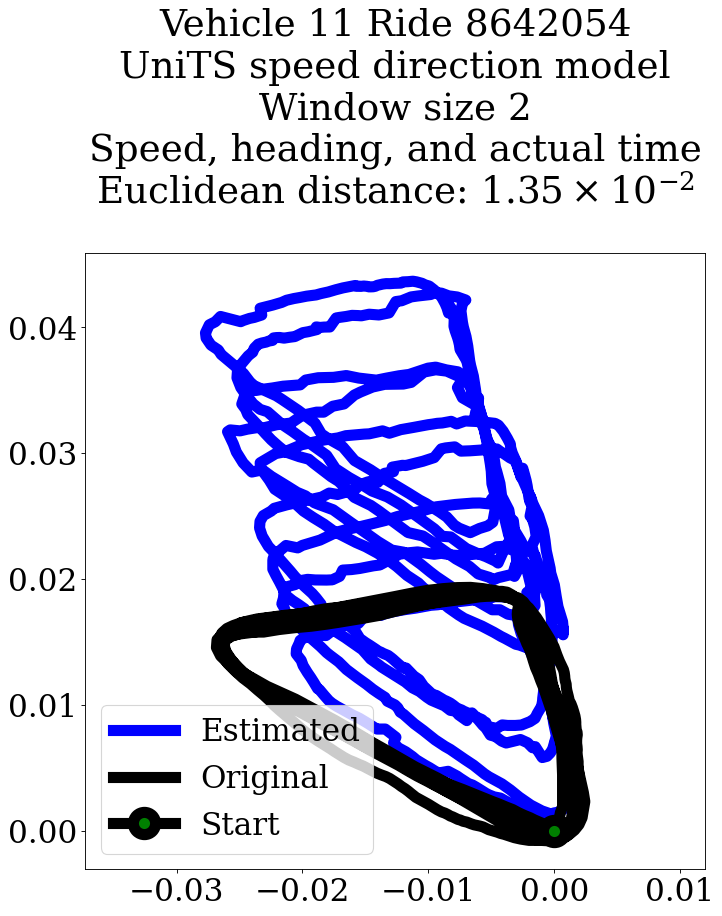 Vehicle 11 Ride 8642054
UniTS speed direction model
Window size 2
Speed, heading, and actual time
Euclidean distance: 1.35 × 10⁻²
0.04
0.03
0.02
0.01
0.00
Estimated
Original
Start
−0.03 −0.02 −0.01 0.00 0.01